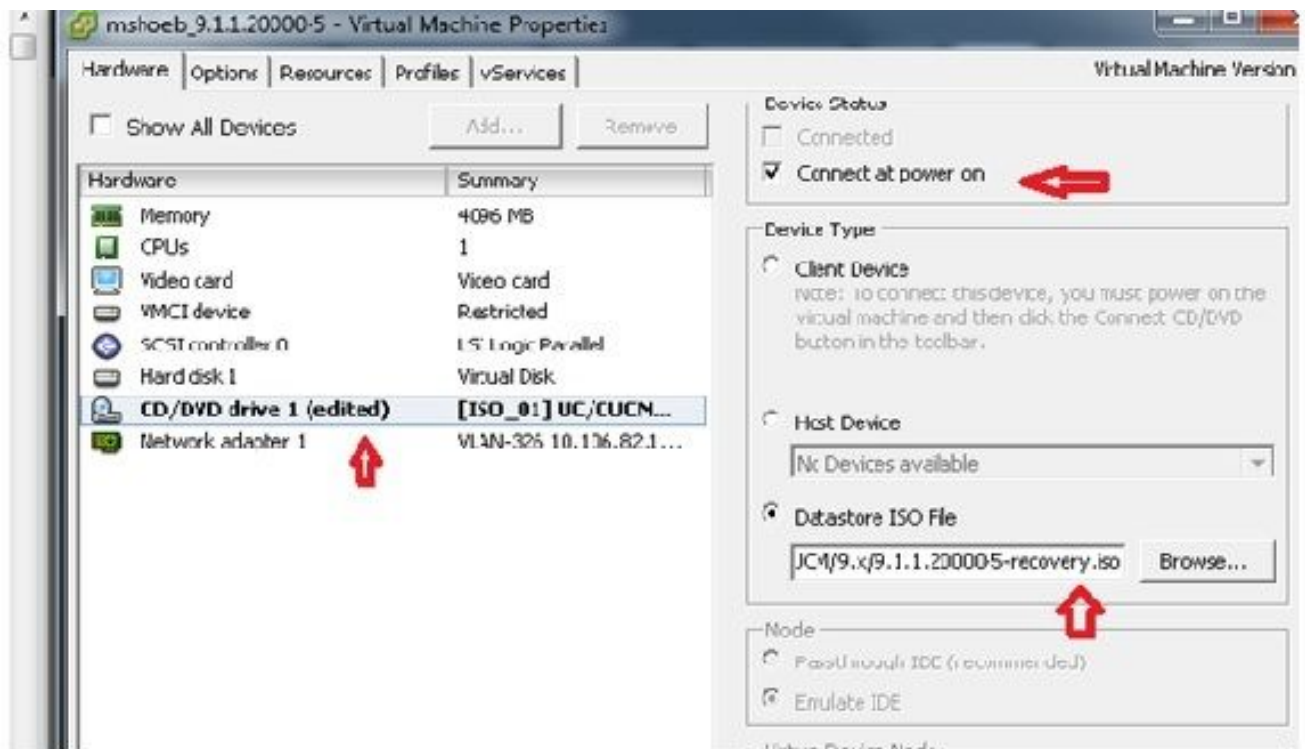 mshoeb_9.1.1.20000-5 - Virtual Machine Properties
Hardware Options Resources Profiles vServices Virtual Machine Version
Show All Devices Add... Remove
Hardware Summary
Memory 4096 MB
CPUs 1
Video card Video card
VMCI device Restricted
SCSI controller 0 LSI Logic Parallel
Hard disk 1 Virtual Disk
CD/DVD drive 1 (edited) [ISO_01] UC/CUCN...
Network adapter 1 VLAN-326 10.106.82.1...
Device Status
Connected
Connect at power on
Device Type
Client Device
Note: To connect this device, you must power on the
virtual machine and then click the Connect CD/DVD
button in the toolbar.
Host Device
No Devices available
Datastore ISO File
JCM/9.x/9.1.1.20000-5-recovery.iso Browse...
Node
Passthrough IDE (recommended)
Emulate IDE
Virtual Device Node